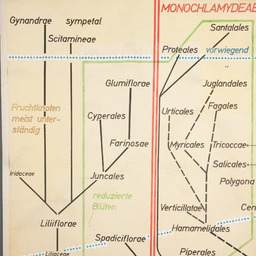 MONOCHLAMYDEAE
Gynandrae sympetal
Scitamineae
Santalales
Proteales vorwiegend
Glumiflorae
Juglandales
Fruchtknoten
meist unter-
ständig
Cyperales
Urticales
Fagales
Farinosae
Myricales
Tricoccae
Iridaceae
Juncales
Salicales
Polygona
reduzierte
Blüten
Liliiflorae
Verticillatae
Cen
Hamamelidales
Spadiciflorae
Liliaceae
Piperales